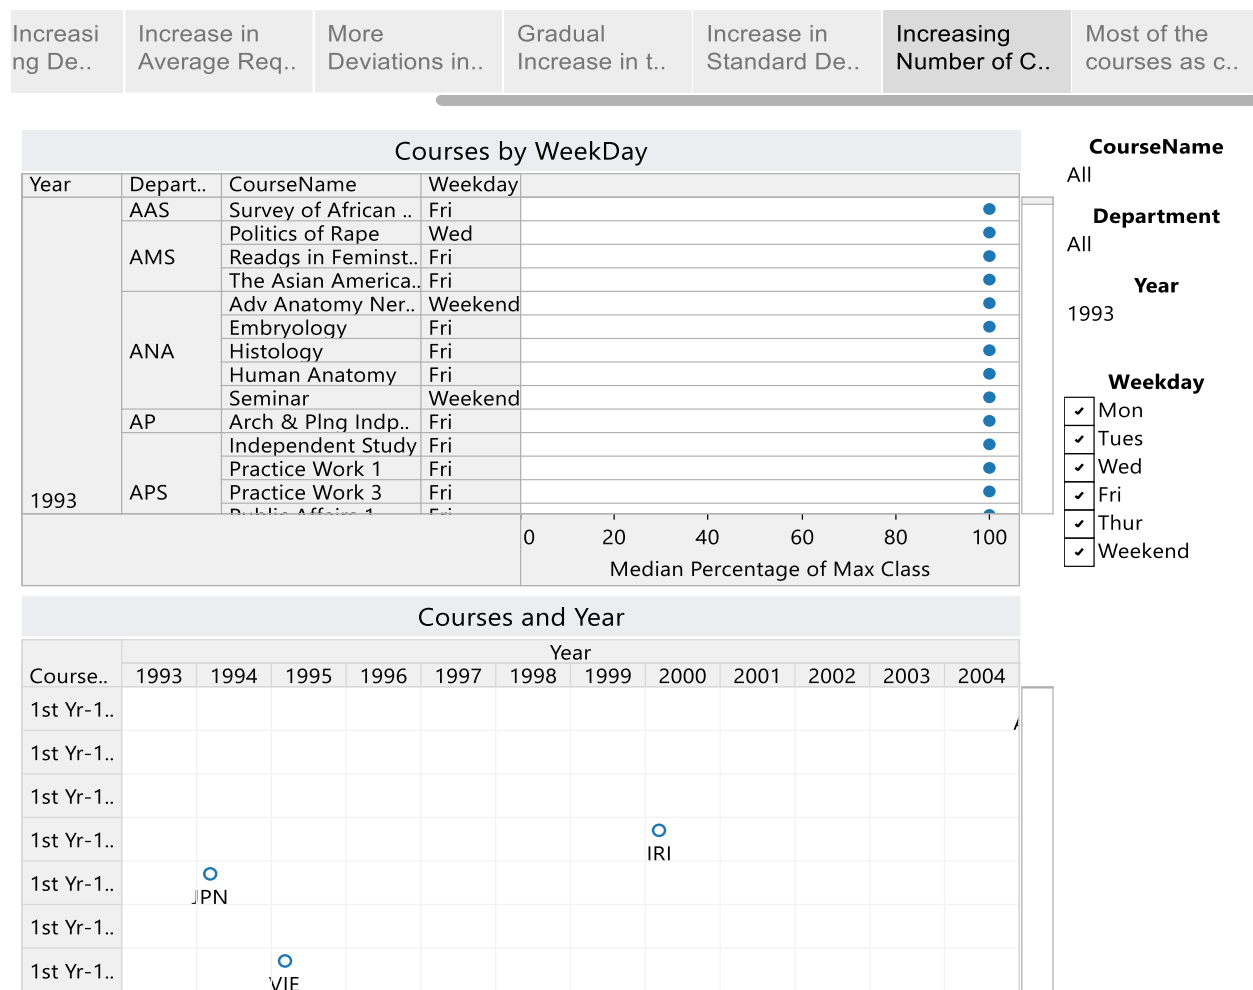 Increasi
ng De..
Increase in
Average Req..
More
Deviations in..
Gradual
Increase in t..
Increase in
Standard De..
Increasing
Number of C..
Most of the
courses as c..
Courses by WeekDay
Year Depart.. CourseName Weekday
AAS Survey of African .. Fri
Politics of Rape Wed
AMS Readgs in Feminst.. Fri
The Asian America.. Fri
Adv Anatomy Ner.. Weekend
Embryology Fri
ANA Histology Fri
Human Anatomy Fri
Seminar Weekend
AP Arch & Plng Indp.. Fri
Independent Study Fri
Practice Work 1 Fri
1993 APS Practice Work 3 Fri
Public Affairs 1 Fri
0 20 40 60 80 100
Median Percentage of Max Class
CourseName
All
Department
All
Year
1993
Weekday
Mon
Tues
Wed
Fri
Thur
Weekend
Courses and Year
Year
Course.. 1993 1994 1995 1996 1997 1998 1999 2000 2001 2002 2003 2004
1st Yr-1..
1st Yr-1..
1st Yr-1..
1st Yr-1..
IRI
1st Yr-1..
JPN
1st Yr-1..
1st Yr-1..
VIE